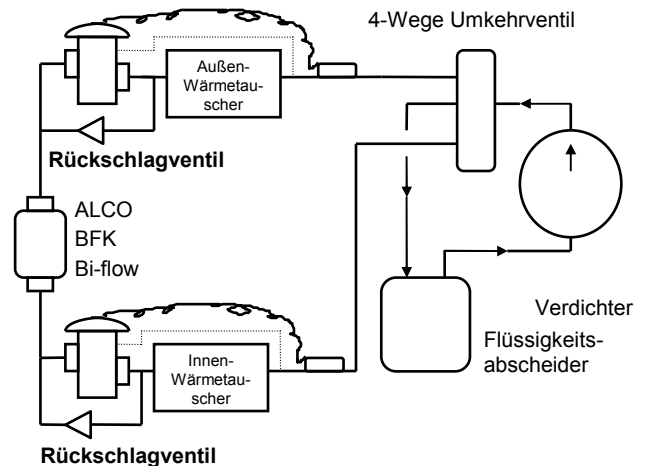 4-Wege Umkehrventil
Außen-
Wärmetau-
scher
Rückschlagventil
ALCO
BFK
Bi-flow
Verdichter
Flüssigkeits-
abscheider
Innen-
Wärmetau-
scher
Rückschlagventil